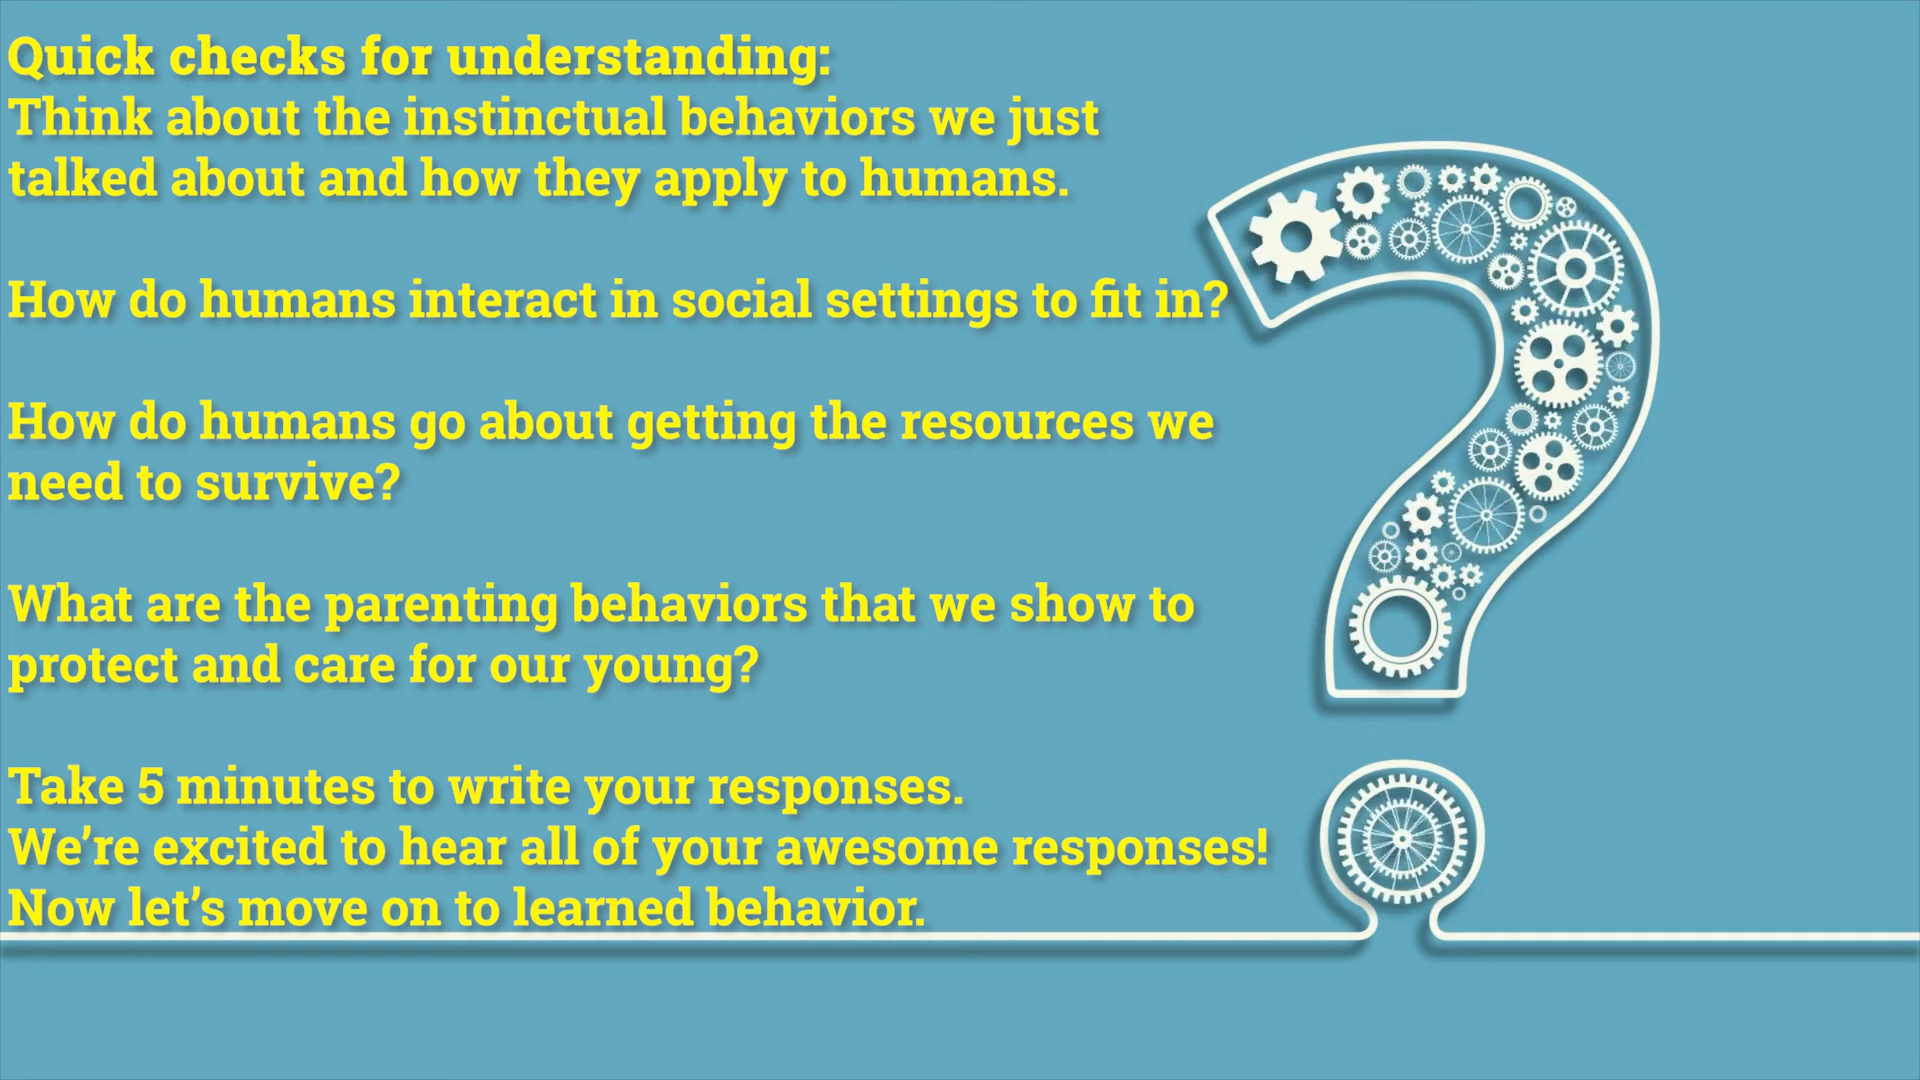 Quick checks for understanding:
Think about the instinctual behaviors we just
talked about and how they apply to humans.
How do humans interact in social settings to fit in?
How do humans go about getting the resources we
need to survive?
What are the parenting behaviors that we show to
protect and care for our young?
Take 5 minutes to write your responses.
We’re excited to hear all of your awesome responses!
Now let’s move on to learned behavior.